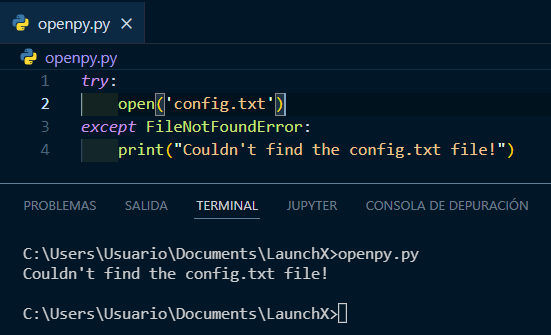 openpy.py ×
openpy.py
1 try:
2 open('config.txt')
3 except FileNotFoundError:
4 print("Couldn't find the config.txt file!")
PROBLEMAS SALIDA TERMINAL JUPYTER CONSOLA DE DEPURACIÓN
C:\Users\Usuario\Documents\LaunchX>openpy.py
Couldn't find the config.txt file!
C:\Users\Usuario\Documents\LaunchX>